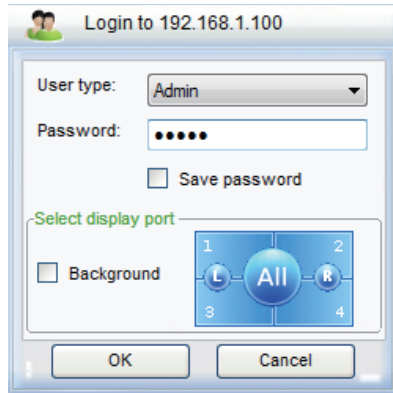 Login to 192.168.1.100
User type: Admin
Password: •••••
Save password
Select display port
1 2
Background L All R
3 4
OK Cancel